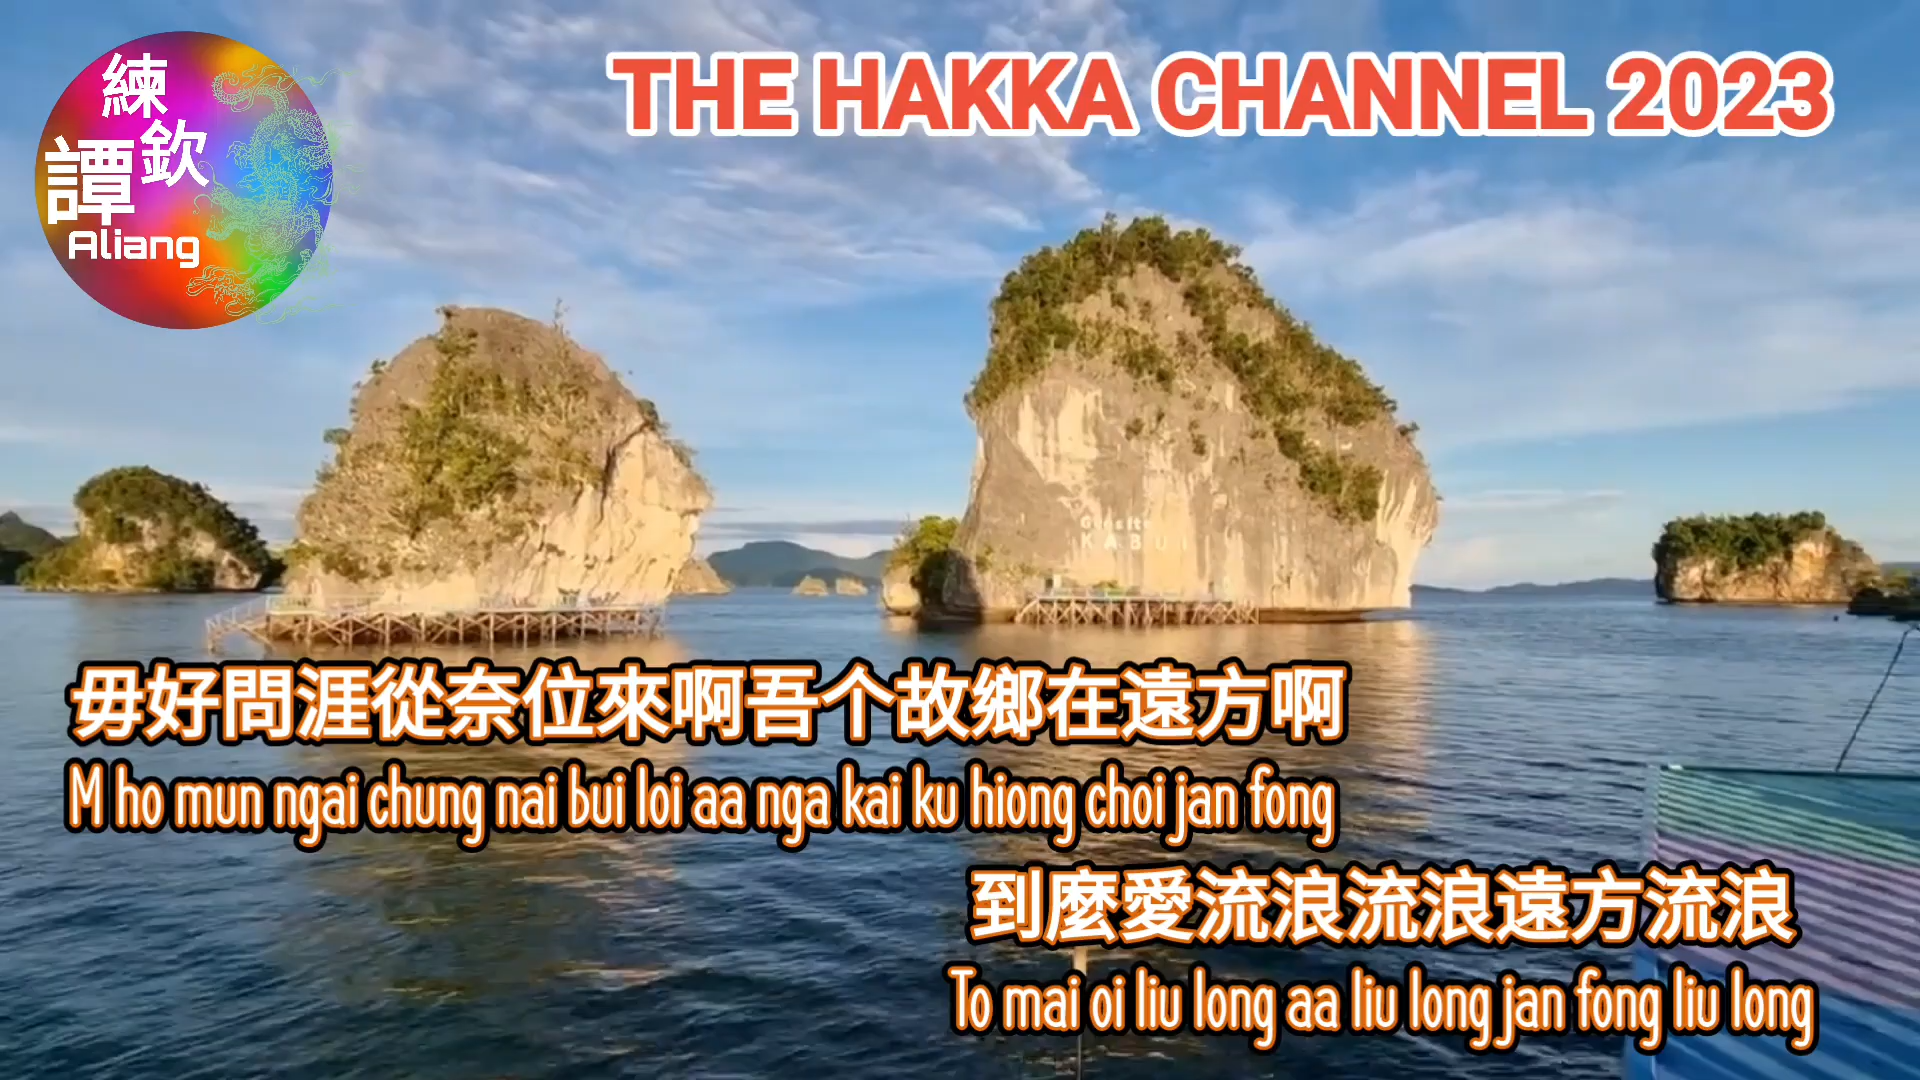 練
欽
譚
Aliang
THE HAKKA CHANNEL 2023
Geosite
KABUI
毋好問涯從奈位來啊吾个故鄉在遠方啊
M ho mun ngai chung nai bui loi aa nga kai ku hiong choi jan fong
到麼愛流浪流浪遠方流浪
To mai oi liu long aa liu long jan fong liu long